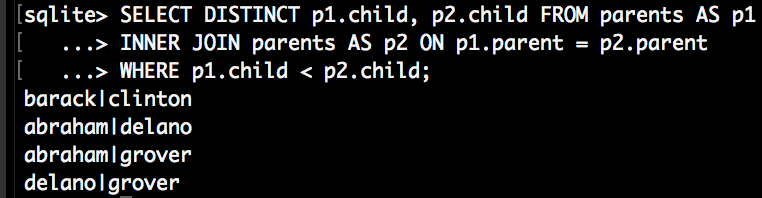 [sqlite> SELECT DISTINCT p1.child, p2.child FROM parents AS p1
[   ...> INNER JOIN parents AS p2 ON p1.parent = p2.parent
[   ...> WHERE p1.child < p2.child;
barack|clinton
abraham|delano
abraham|grover
delano|grover